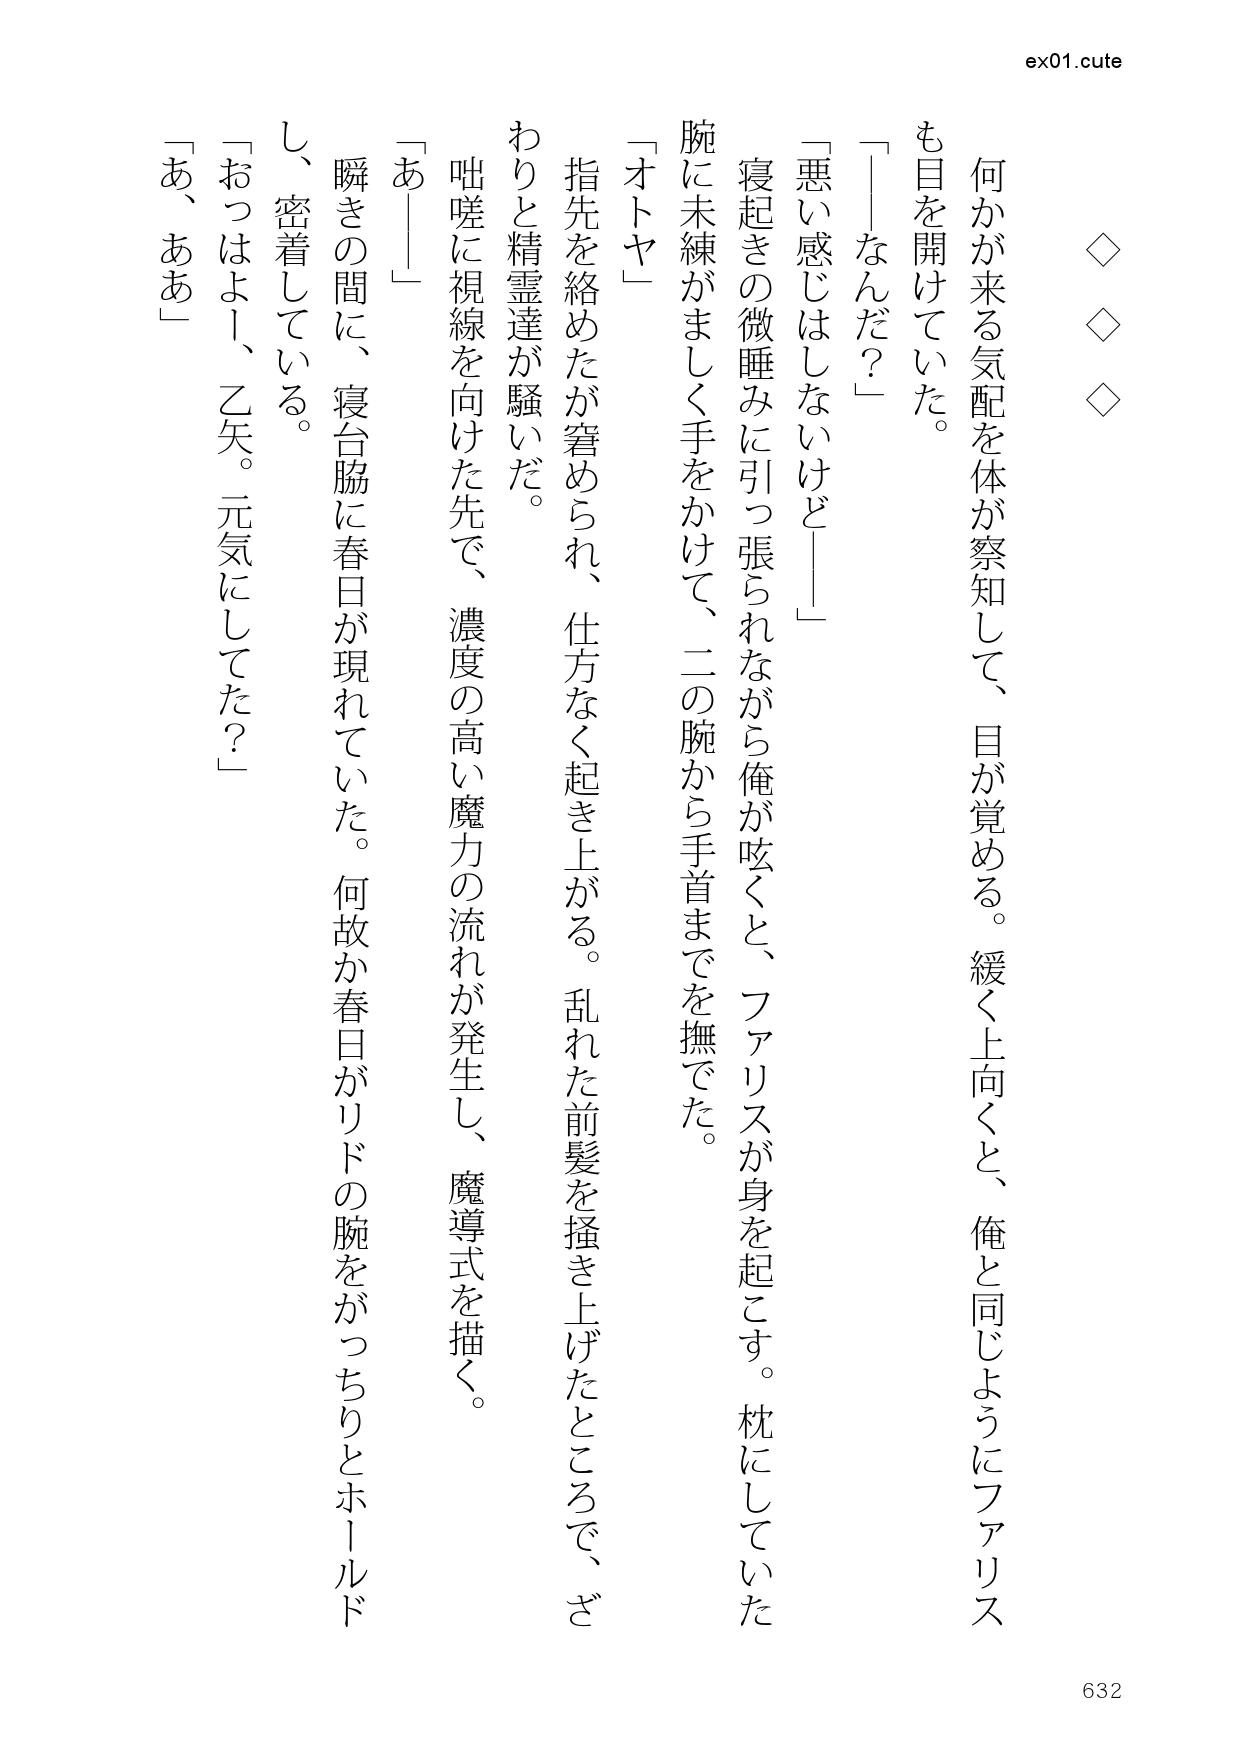 ex01.cute
◇　◇　◇
　何かが来る気配を体が察知して、目が覚める。緩く上向くと、俺と同じようにファリス
も目を開けていた。
「――なんだ？」
「悪い感じはしないけど――」
　寝起きの微睡みに引っ張られながら俺が呟くと、ファリスが身を起こす。枕にしていた
腕に未練がましく手をかけて、二の腕から手首までを撫でた。
「オトヤ」
　指先を絡めたが窘められ、仕方なく起き上がる。乱れた前髪を掻き上げたところで、ざ
わりと精霊達が騒いだ。
　咄嗟に視線を向けた先で、濃度の高い魔力の流れが発生し、魔導式を描く。
「あ――」
　瞬きの間に、寝台脇に春日が現れていた。何故か春日がリドの腕をがっちりとホールド
し、密着している。
「おっはよー、乙矢。元気にしてた？」
「あ、ああ」
632